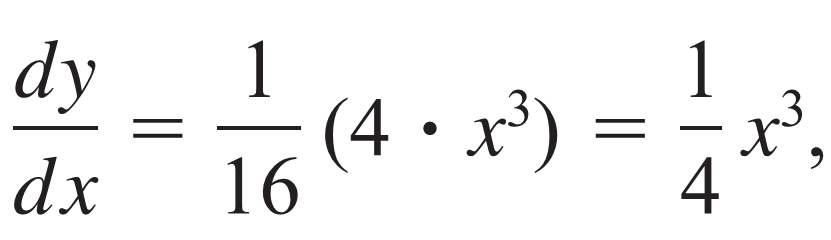 dy/dx = 1/16 (4 · x³) = 1/4 x³,